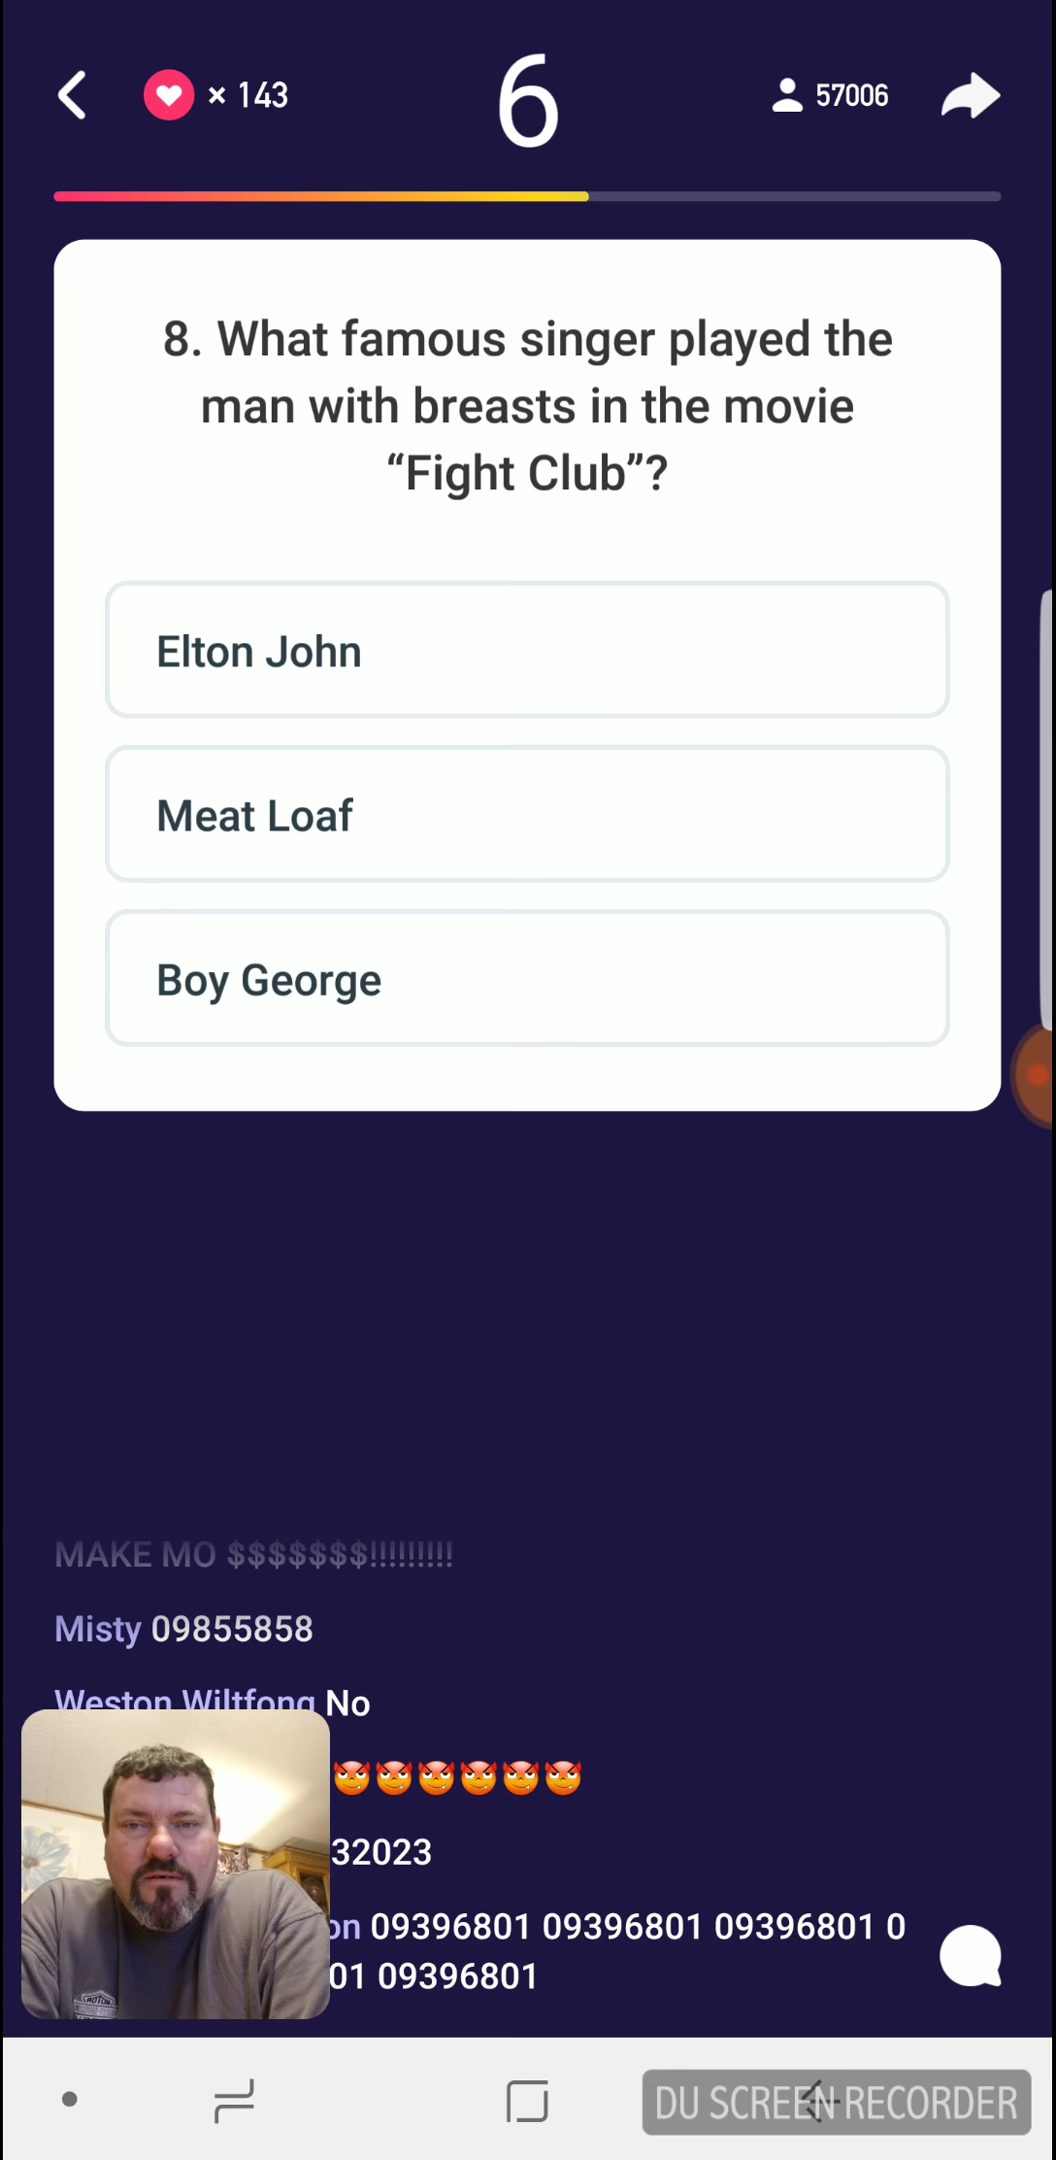 × 143
6
57006
8. What famous singer played the
man with breasts in the movie
“Fight Club”?
Elton John
Meat Loaf
Boy George
MAKE MO $$$$$$$!!!!!!!!!
Misty 09855858
Weston Wiltfong No
32023
on 09396801 09396801 09396801 0
01 09396801
DU SCREEN RECORDER